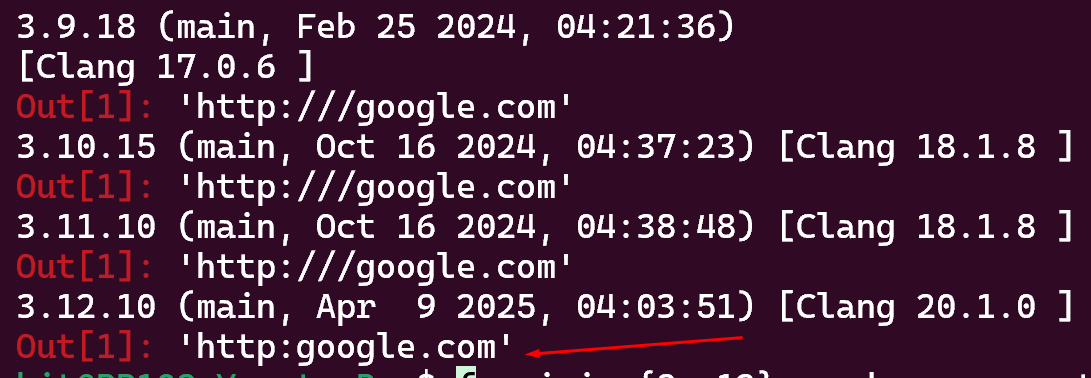 3.9.18 (main, Feb 25 2024, 04:21:36)
[Clang 17.0.6 ]
Out[1]: 'http:///google.com'
3.10.15 (main, Oct 16 2024, 04:37:23) [Clang 18.1.8 ]
Out[1]: 'http:///google.com'
3.11.10 (main, Oct 16 2024, 04:38:48) [Clang 18.1.8 ]
Out[1]: 'http:///google.com'
3.12.10 (main, Apr  9 2025, 04:03:51) [Clang 20.1.0 ]
Out[1]: 'http:google.com'